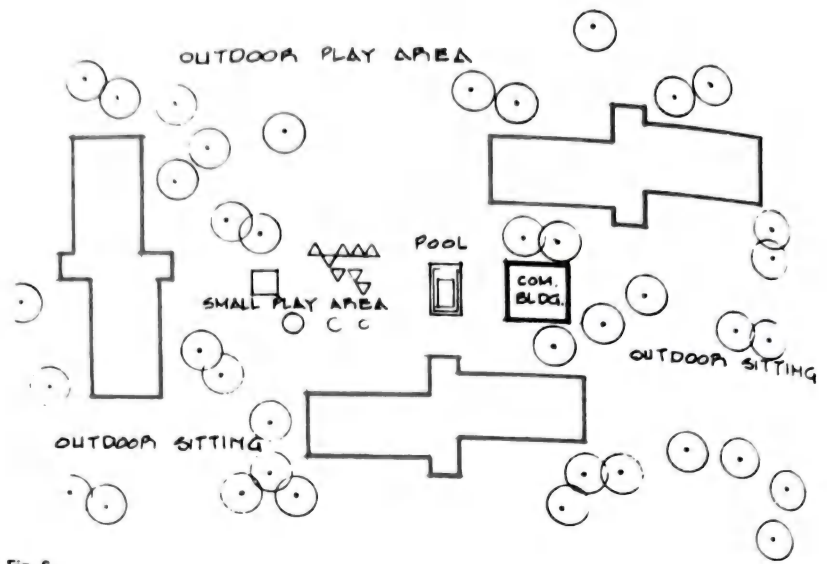 OUTDOOR PLAY AREA
POOL
COM.
BLDG.
SMALL PLAY AREA
OUTDOOR SITTING
OUTDOOR SITTING